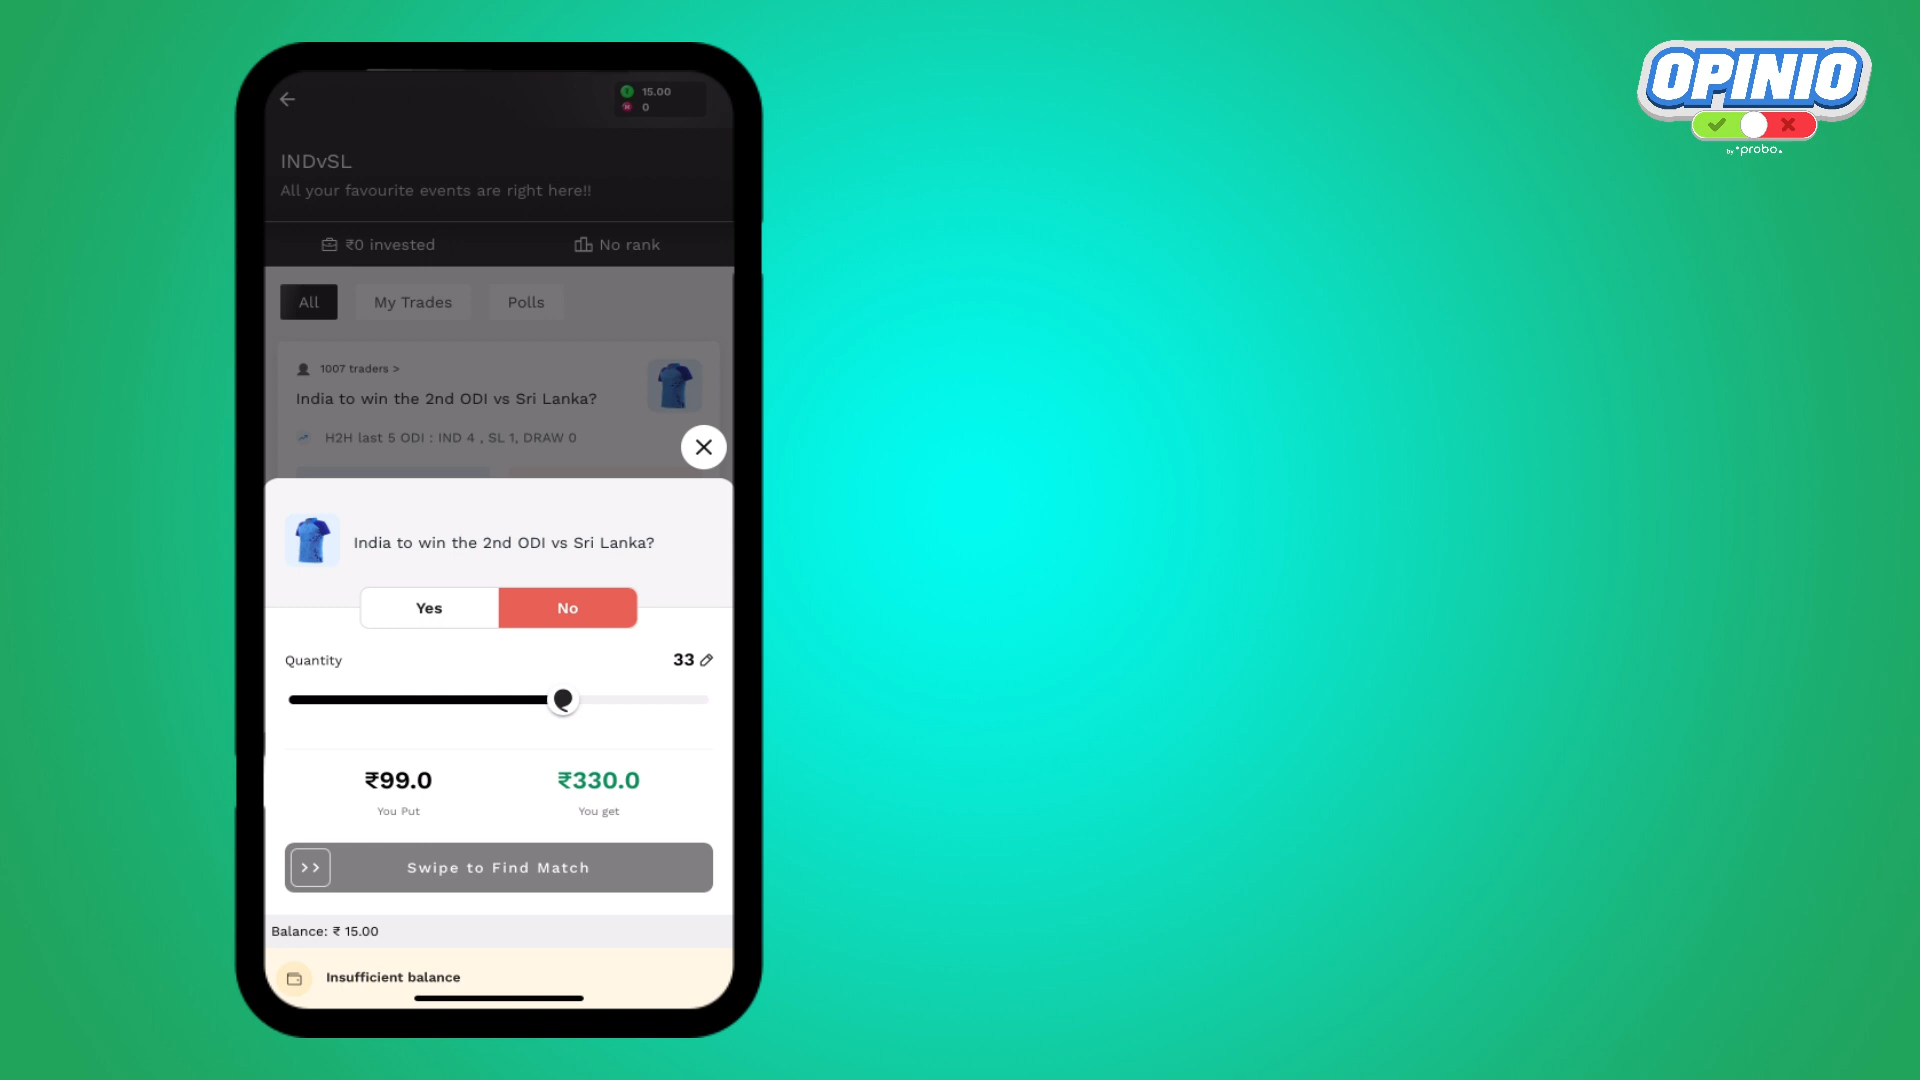 15.00
0
INDvSL
All your favourite events are right here!!
₹0 invested
No rank
All
My Trades
Polls
1007 traders >
India to win the 2nd ODI vs Sri Lanka?
H2H last 5 ODI : IND 4 , SL 1, DRAW 0
India to win the 2nd ODI vs Sri Lanka?
Yes
No
Quantity
33
₹99.0
You Put
₹330.0
You get
>> Swipe to Find Match
Balance: ₹ 15.00
Insufficient balance
OPINIO
by probo